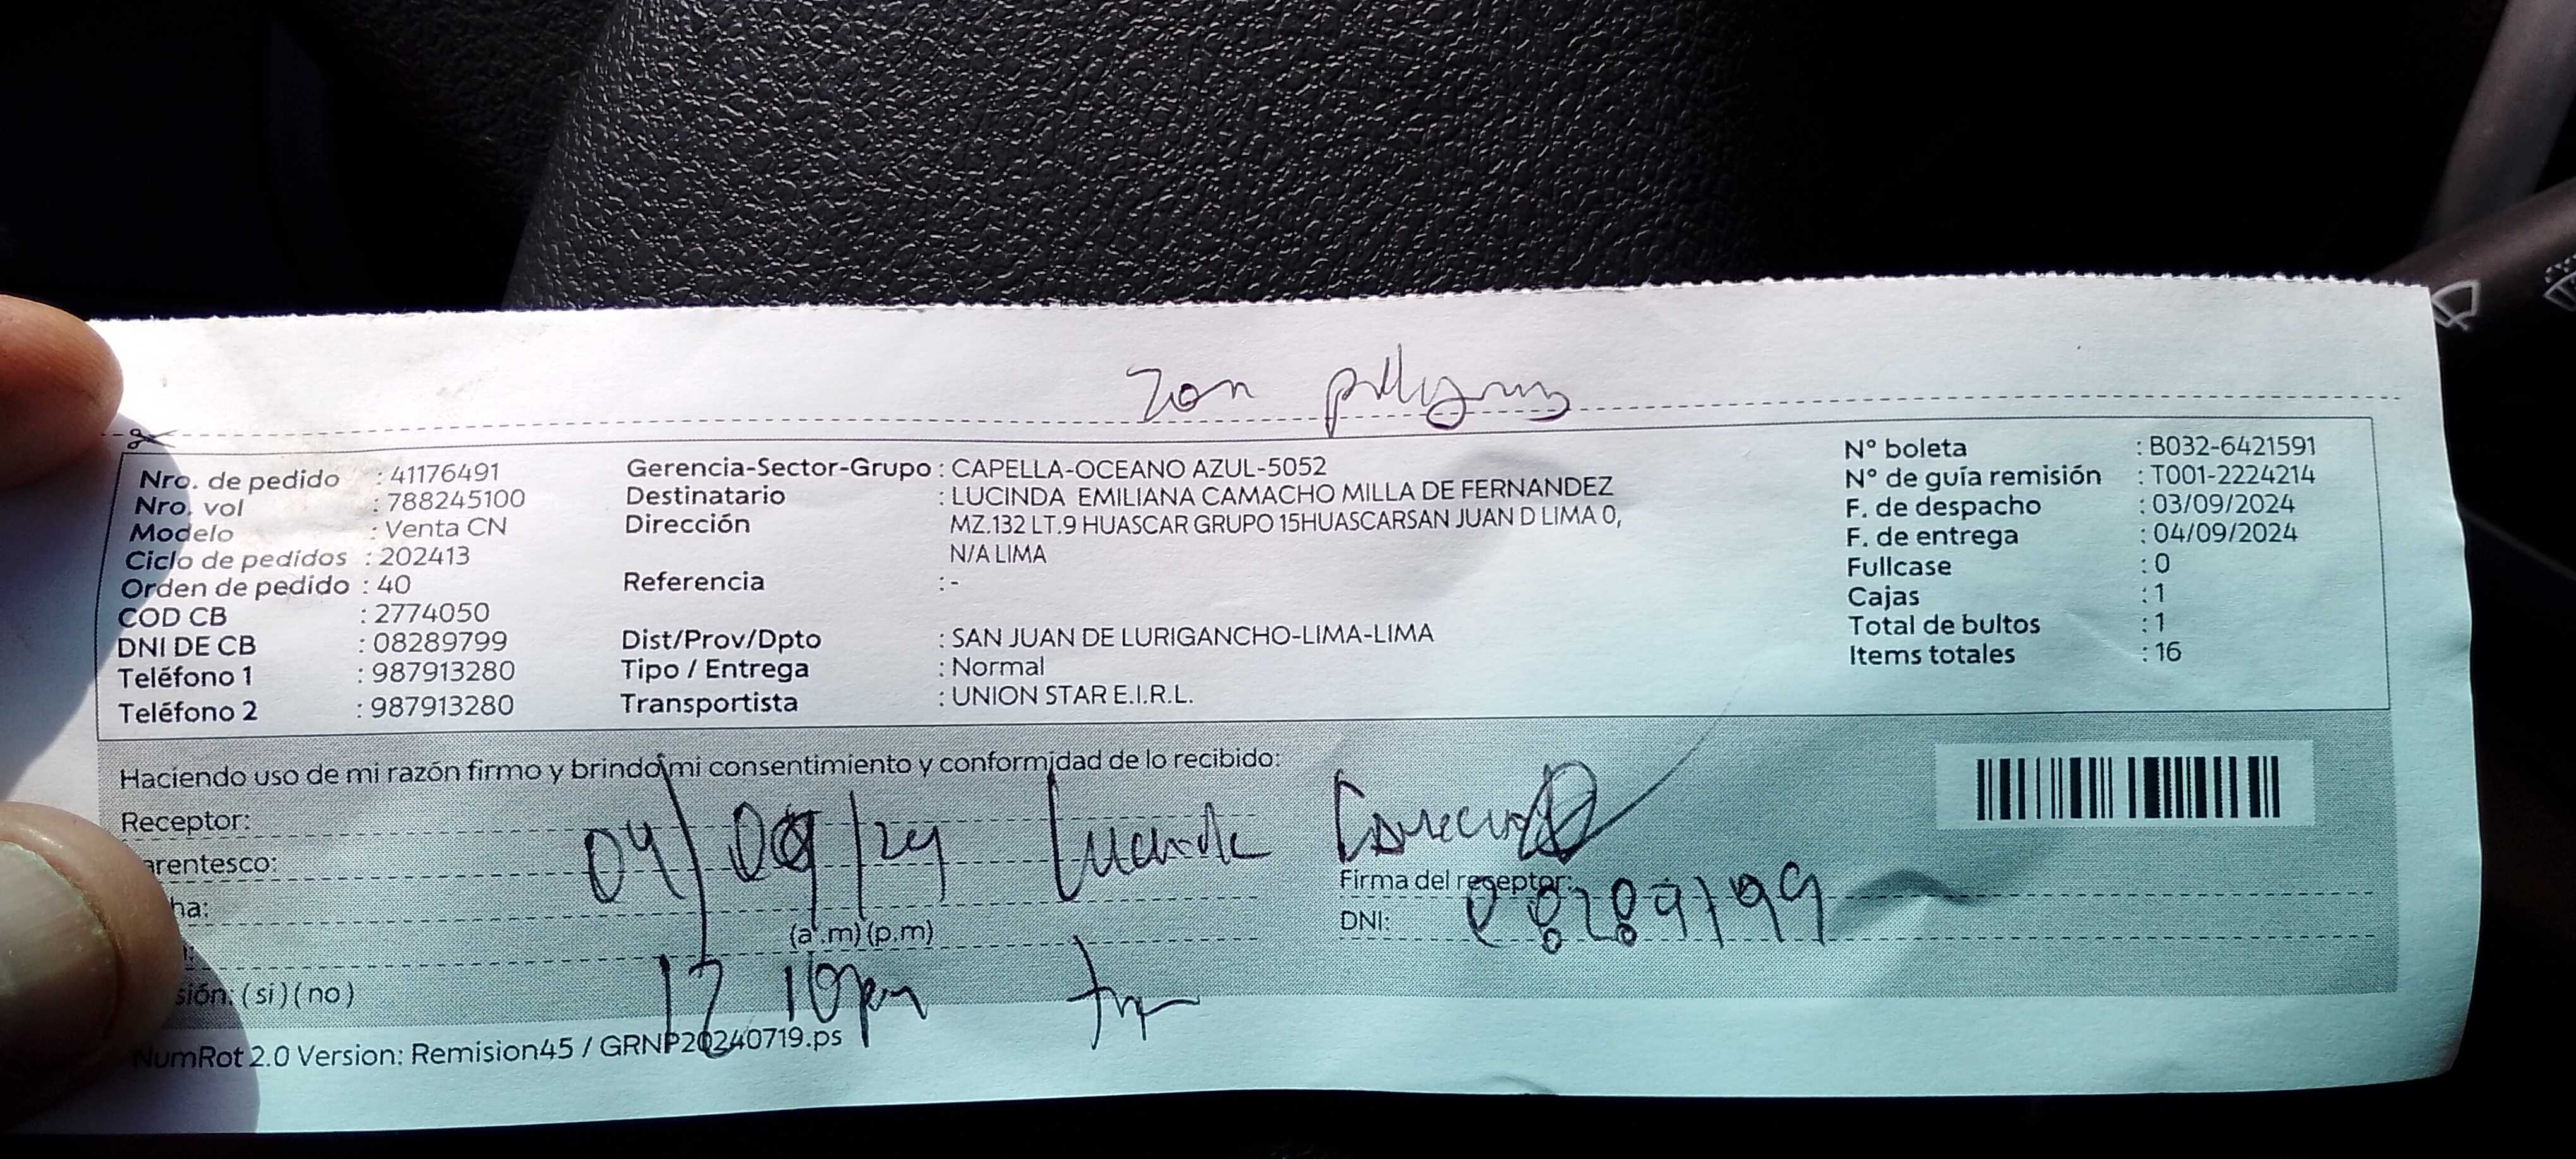 Zon peligrosa
Nro. de pedido : 41176491
Nro. vol : 788245100
Modelo : Venta CN
Ciclo de pedidos : 202413
Orden de pedido : 40
COD CB : 2774050
DNI DE CB : 08289799
Teléfono 1 : 987913280
Teléfono 2 : 987913280
Gerencia-Sector-Grupo : CAPELLA-OCEANO AZUL-5052
Destinatario : LUCINDA EMILIANA CAMACHO MILLA DE FERNANDEZ
Dirección MZ.132 LT.9 HUASCAR GRUPO 15HUASCARSAN JUAN D LIMA 0,
N/A LIMA
Referencia : -
Dist/Prov/Dpto : SAN JUAN DE LURIGANCHO-LIMA-LIMA
Tipo / Entrega : Normal
Transportista : UNION STAR E.I.R.L.
N° boleta : B032-6421591
N° de guía remisión : T001-2224214
F. de despacho : 03/09/2024
F. de entrega : 04/09/2024
Fullcase : 0
Cajas : 1
Total de bultos : 1
Items totales : 16
Haciendo uso de mi razón firmo y brindo mi consentimiento y conformidad de lo recibido:
Receptor:
arentesco: 04/09/24 Lucinda
ha:
(a.m) (p.m)
Firma del receptor:
DNI: 08289799
sión: (si) (no) 12 10pm
NumRot 2.0 Version: Remision45 / GRNP20240719.ps